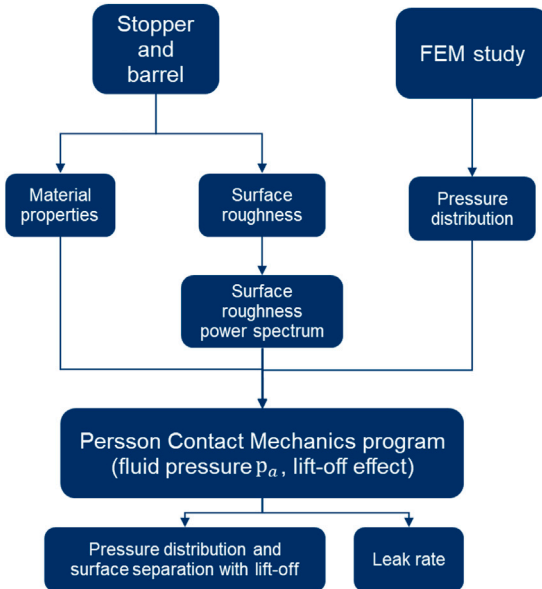 Stopper
and
barrel
FEM study
Material
properties
Surface
roughness
Pressure
distribution
Surface
roughness
power spectrum
Persson Contact Mechanics program
(fluid pressure pₐ, lift-off effect)
Pressure distribution and
surface separation with lift-off
Leak rate